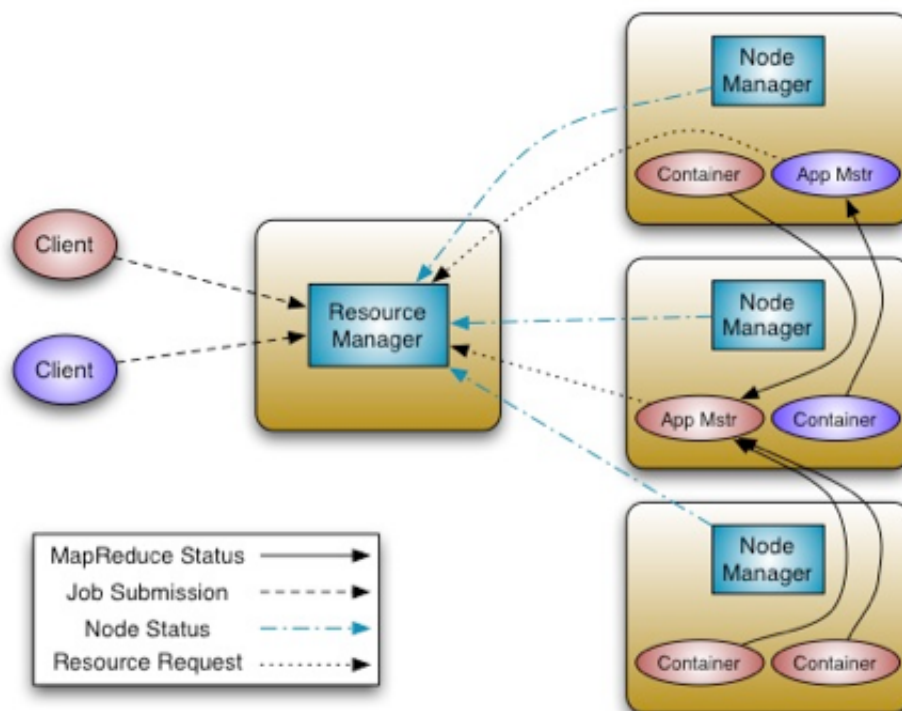 Node
Manager
Container
App Mstr
Client
Client
Resource
Manager
Node
Manager
App Mstr
Container
Node
Manager
Container
Container
MapReduce Status
Job Submission
Node Status
Resource Request